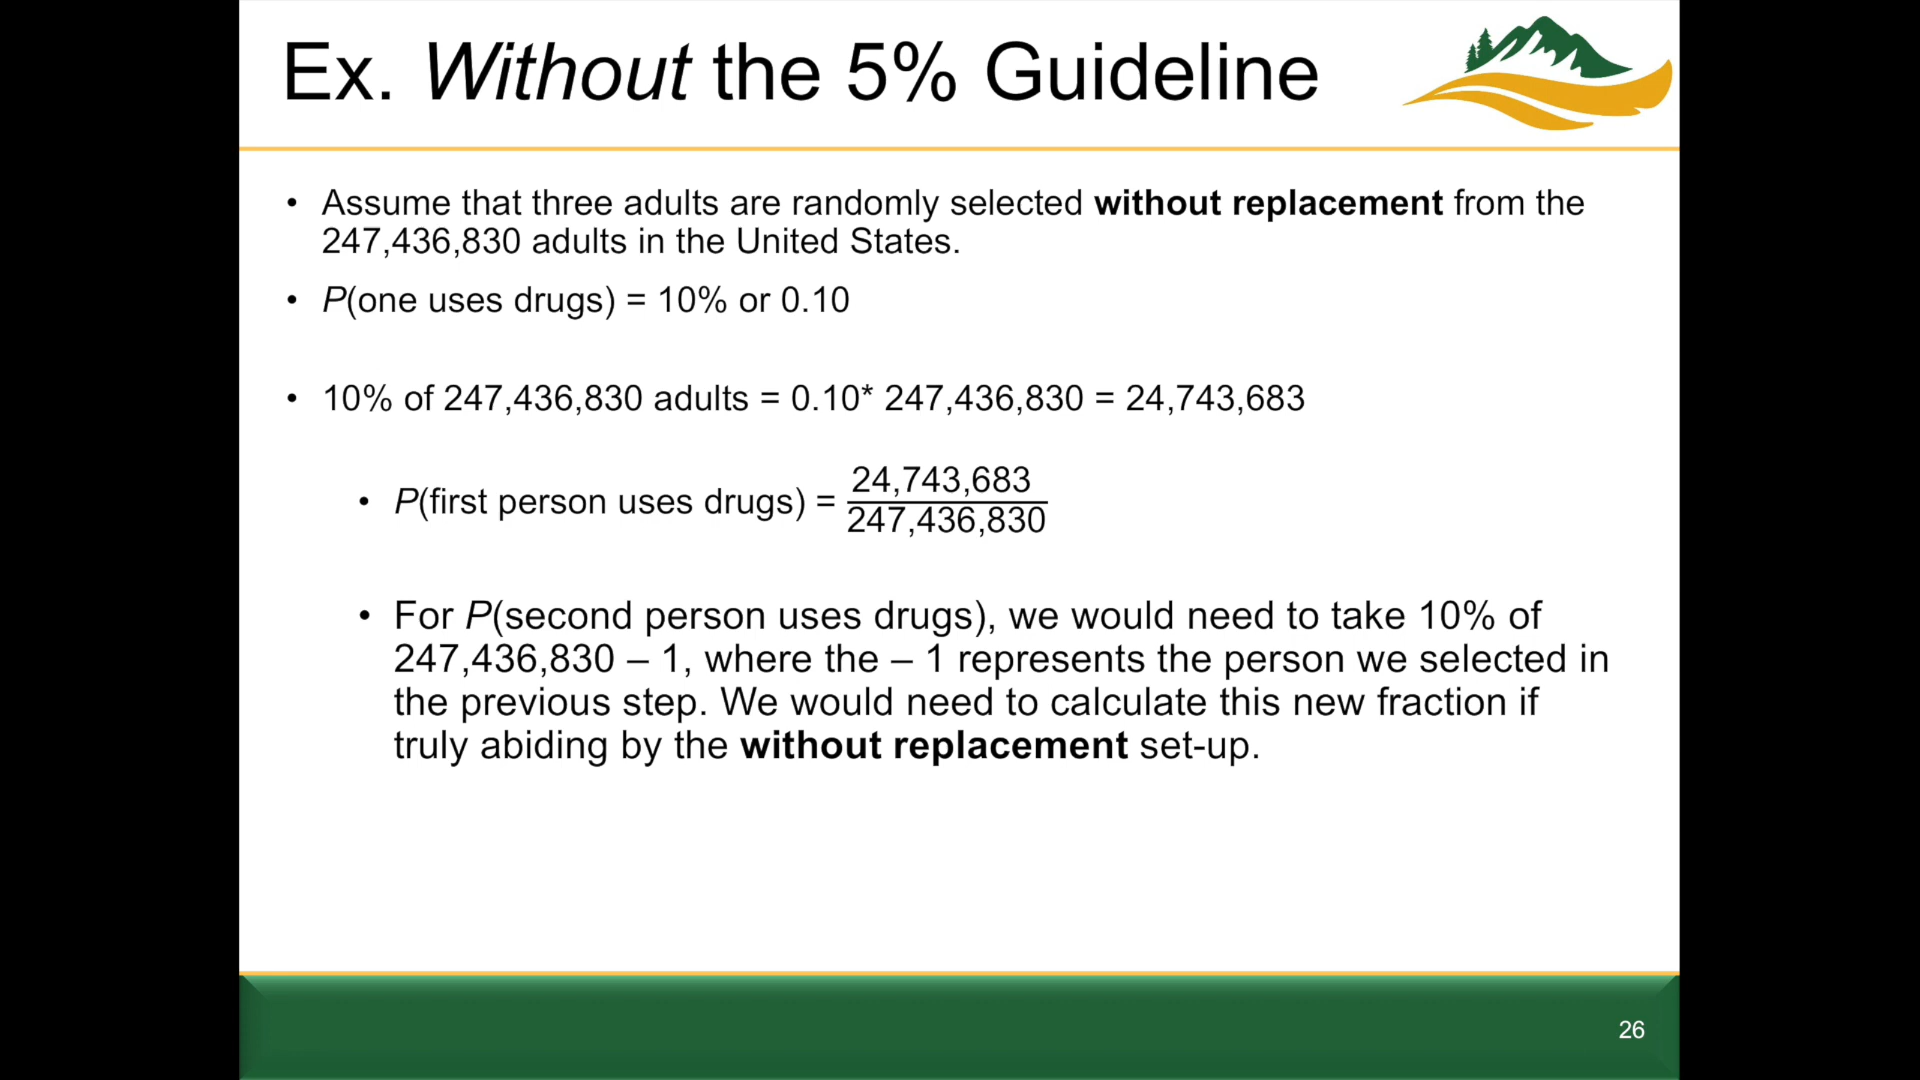 Ex. Without the 5% Guideline
• Assume that three adults are randomly selected without replacement from the
247,436,830 adults in the United States.
• P(one uses drugs) = 10% or 0.10
• 10% of 247,436,830 adults = 0.10* 247,436,830 = 24,743,683
• P(first person uses drugs) = 24,743,683
247,436,830
• For P(second person uses drugs), we would need to take 10% of
247,436,830 – 1, where the – 1 represents the person we selected in
the previous step. We would need to calculate this new fraction if
truly abiding by the without replacement set-up.
26